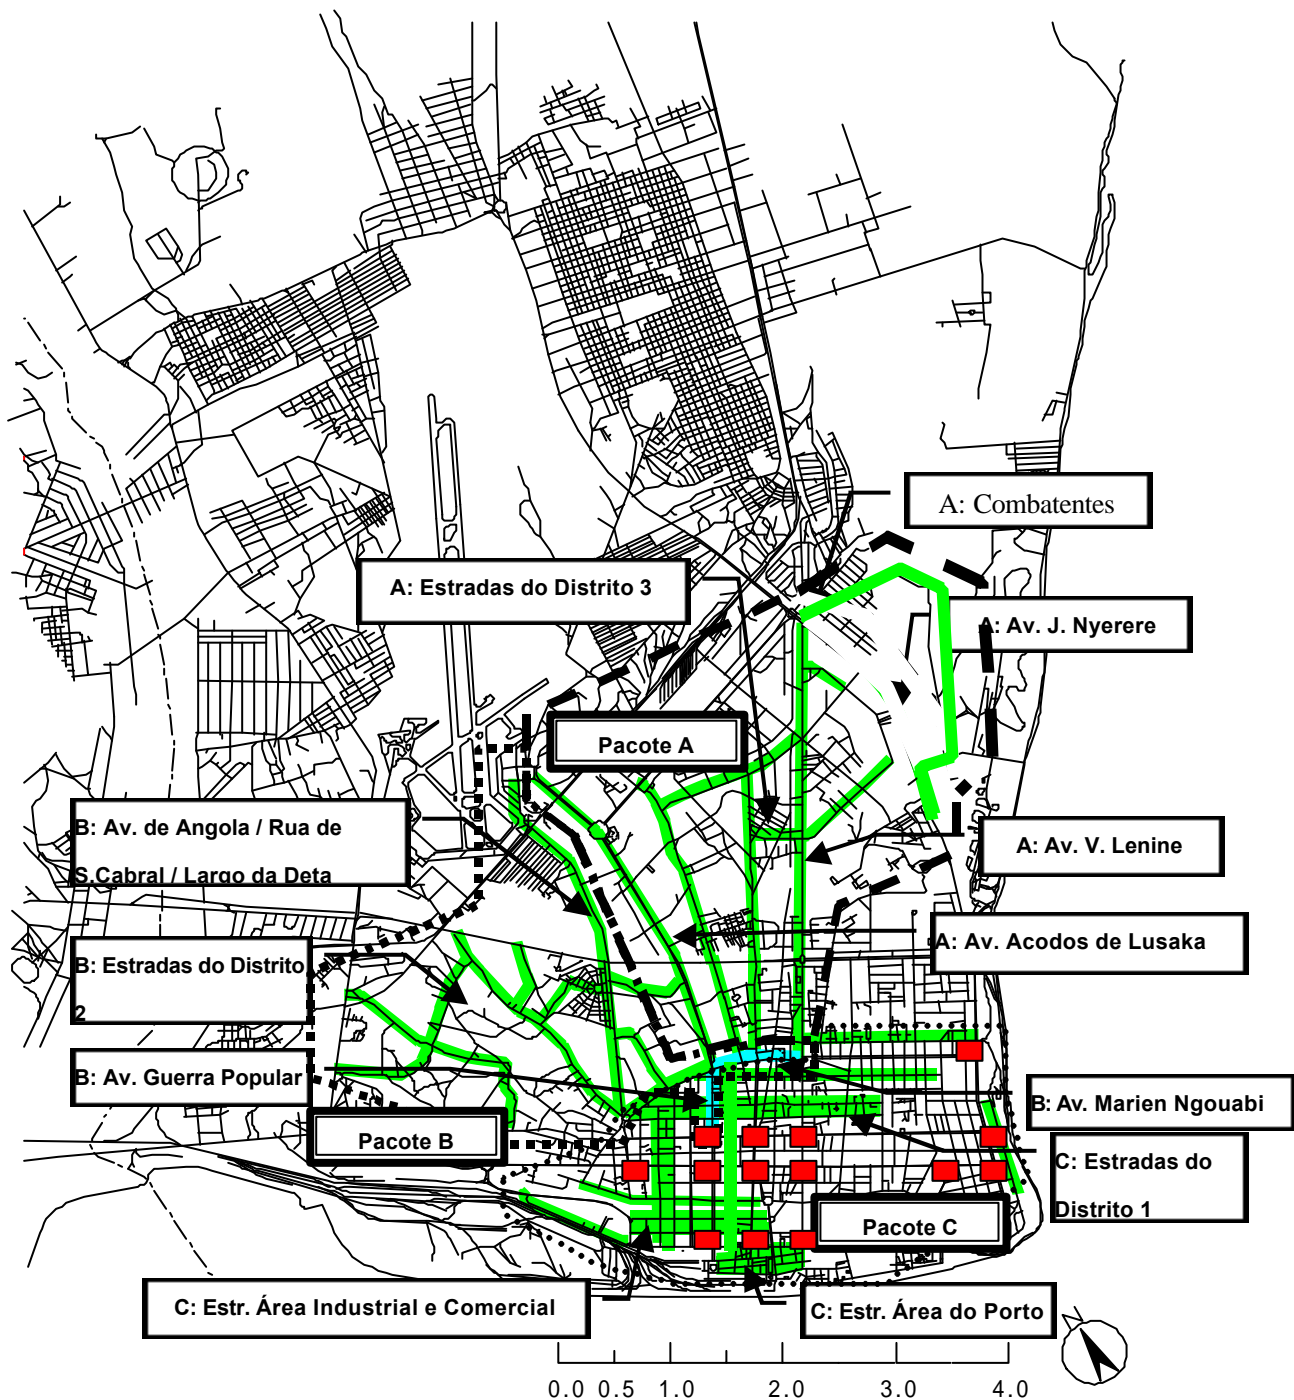 A: Combatentes
A: Estradas do Distrito 3
A: Av. J. Nyerere
Pacote A
B: Av. de Angola / Rua de
S.Cabral / Largo da Deta
A: Av. V. Lenine
A: Av. Acodos de Lusaka
B: Estradas do Distrito
2
B: Av. Guerra Popular
B: Av. Marien Ngouabi
Pacote B
C: Estradas do
Distrito 1
Pacote C
C: Estr. Área Industrial e Comercial
C: Estr. Área do Porto
N
0.0 0.5 1.0 2.0 3.0 4.0